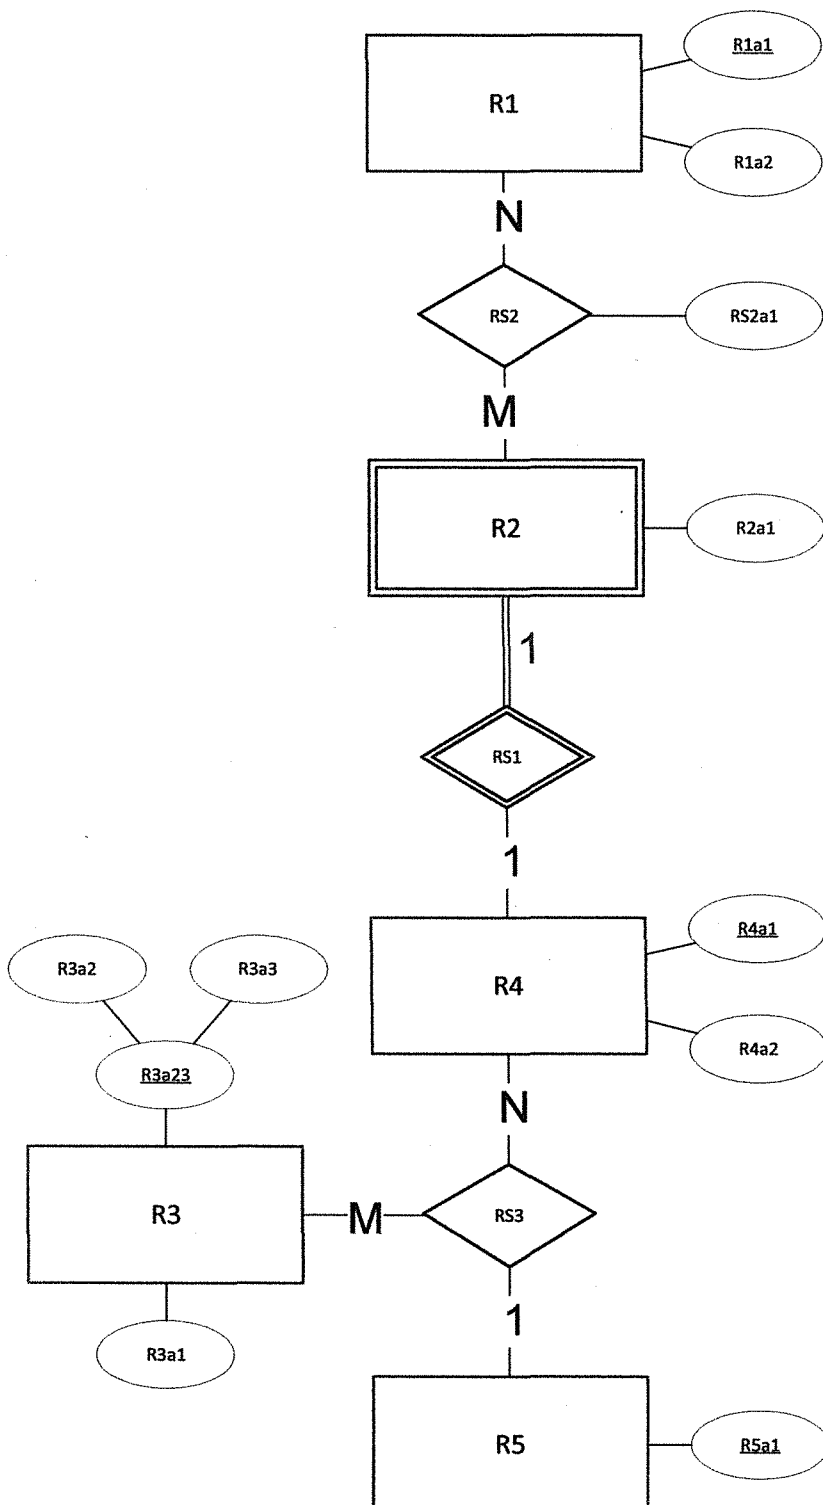 R1a1
R1
R1a2
N
RS2
RS2a1
M
R2
R2a1
1
RS1
1
R4a1
R3a2
R3a3
R4
R4a2
R3a23
N
R3
M
RS3
1
R3a1
R5
R5a1